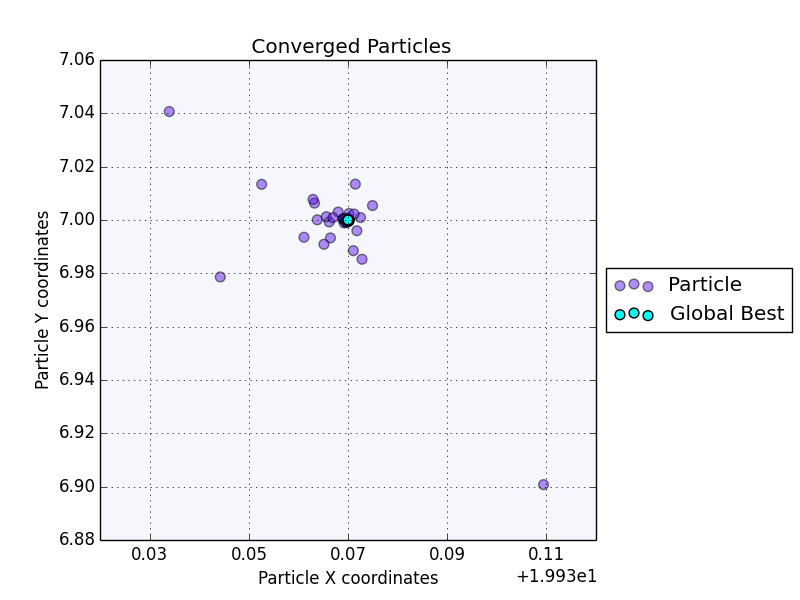 Converged Particles
7.06
7.04
7.02
7.00
6.98
6.96
6.94
6.92
6.90
6.88
Particle Y coordinates
0.03 0.05 0.07 0.09 0.11
+1.993e1
Particle X coordinates
Particle
Global Best